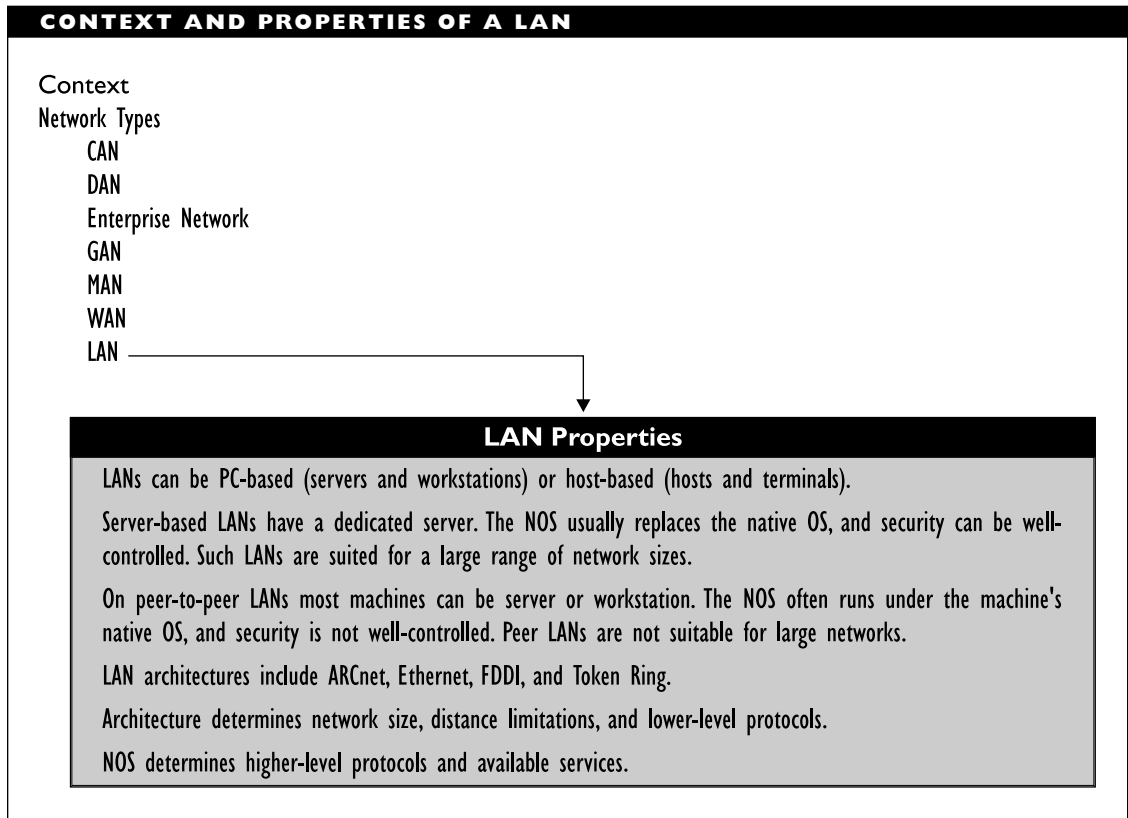 CONTEXT AND PROPERTIES OF A LAN
Context
Network Types
CAN
DAN
Enterprise Network
GAN
MAN
WAN
LAN
LAN Properties
LANs can be PC-based (servers and workstations) or host-based (hosts and terminals).
Server-based LANs have a dedicated server. The NOS usually replaces the native OS, and security can be well-
controlled. Such LANs are suited for a large range of network sizes.
On peer-to-peer LANs most machines can be server or workstation. The NOS often runs under the machine's
native OS, and security is not well-controlled. Peer LANs are not suitable for large networks.
LAN architectures include ARCnet, Ethernet, FDDI, and Token Ring.
Architecture determines network size, distance limitations, and lower-level protocols.
NOS determines higher-level protocols and available services.